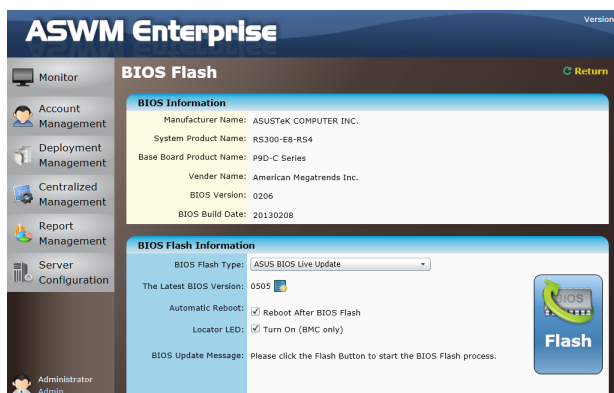 ASWM Enterprise
Version
Monitor
Account
Management
Deployment
Management
Centralized
Management
Report
Management
Server
Configuration
Administrator
Admin
BIOS Flash
Return
BIOS Information
Manufacturer Name: ASUSTeK COMPUTER INC.
System Product Name: RS300-E8-RS4
Base Board Product Name: P9D-C Series
Vender Name: American Megatrends Inc.
BIOS Version: 0206
BIOS Build Date: 20130208
BIOS Flash Information
BIOS Flash Type: ASUS BIOS Live Update
The Latest BIOS Version: 0505
Automatic Reboot: Reboot After BIOS Flash
Locator LED: Turn On (BMC only)
BIOS Update Message: Please click the Flash Button to start the BIOS Flash process.
BIOS
Flash